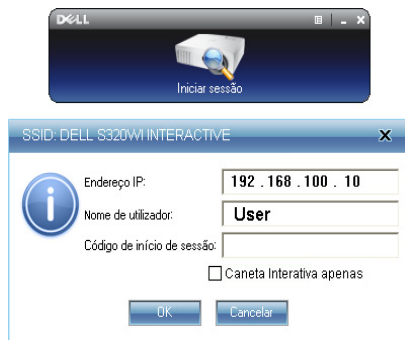 DELL
Iniciar sessão
SSID: DELL S320WI INTERACTIVE
Endereço IP: 192 . 168 . 100 . 10
Nome de utilizador: User
Código de início de sessão:
Caneta Interativa apenas
OK Cancelar